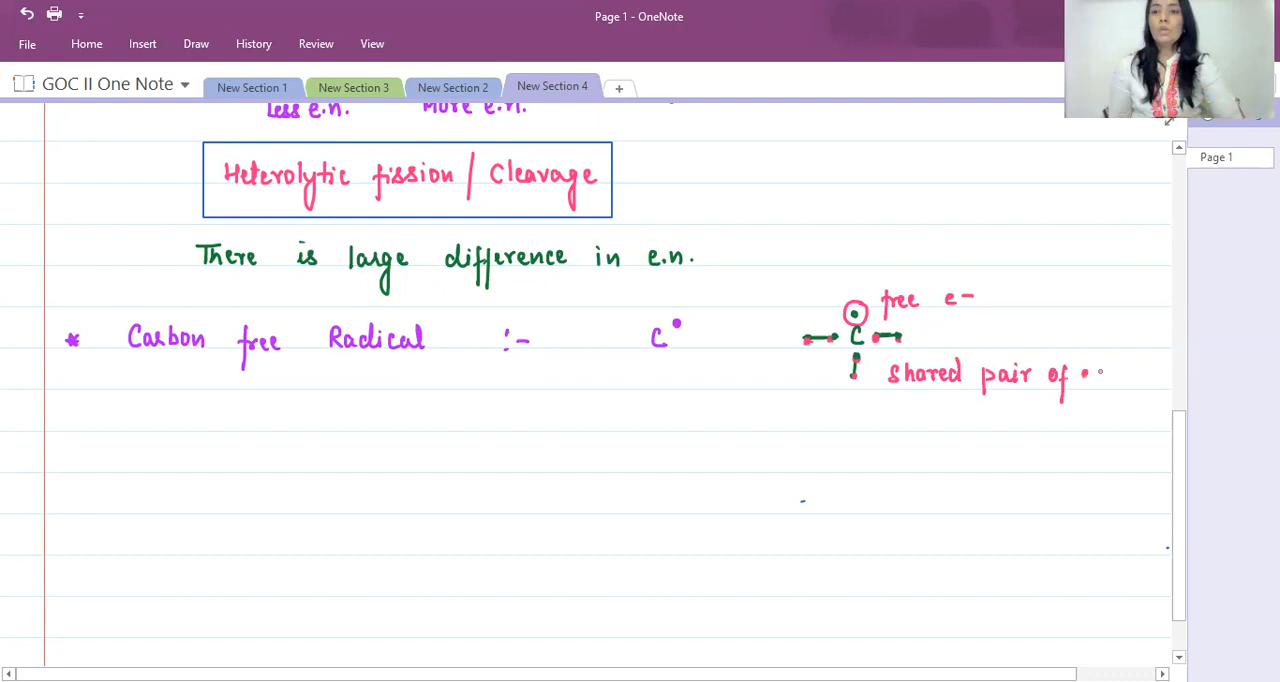 Page 1 - OneNote
File Home Insert Draw History Review View
GOC II One Note New Section 1 New Section 3 New Section 2 New Section 4 +
Page 1
less e.n. More e.n.
Heterolytic fission / Cleavage
There is large difference in e.n.
free e-
* Carbon free Radical :- C• C
shared pair of